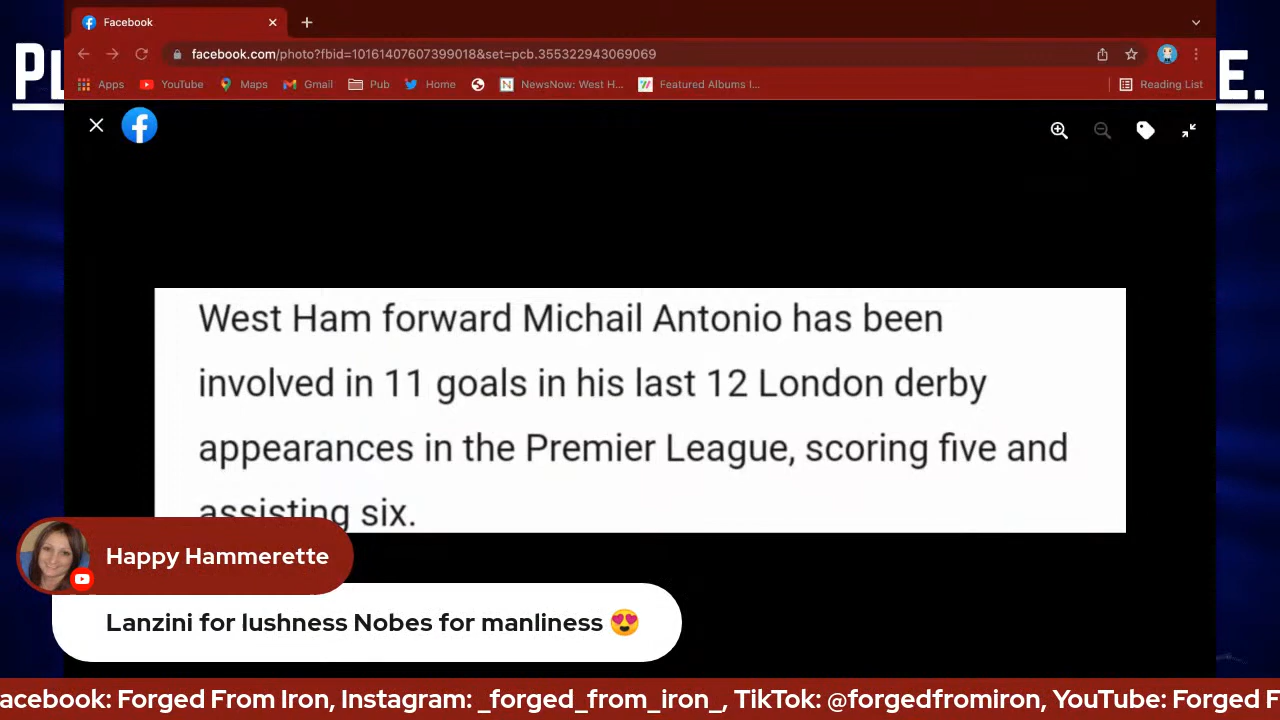 Facebook
facebook.com/photo?fbid=10161407607399018&set=pcb.355322943069069
Apps YouTube Maps Gmail Pub Home NewsNow: West H... Featured Albums I... Reading List
PL
E.
West Ham forward Michail Antonio has been
involved in 11 goals in his last 12 London derby
appearances in the Premier League, scoring five and
assisting six.
Happy Hammerette
Lanzini for lushness Nobes for manliness 😍
acebook: Forged From Iron, Instagram: _forged_from_iron_, TikTok: @forgedfromiron, YouTube: Forged F